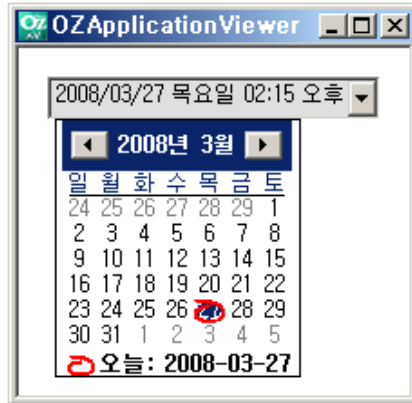 OZ
AV
OZApplicationViewer
2008/03/27 목요일 02:15 오후
2008년 3월
일 월 화 수 목 금 토
24 25 26 27 28 29 1
2 3 4 5 6 7 8
9 10 11 12 13 14 15
16 17 18 19 20 21 22
23 24 25 26 27 28 29
30 31 1 2 3 4 5
오늘: 2008-03-27